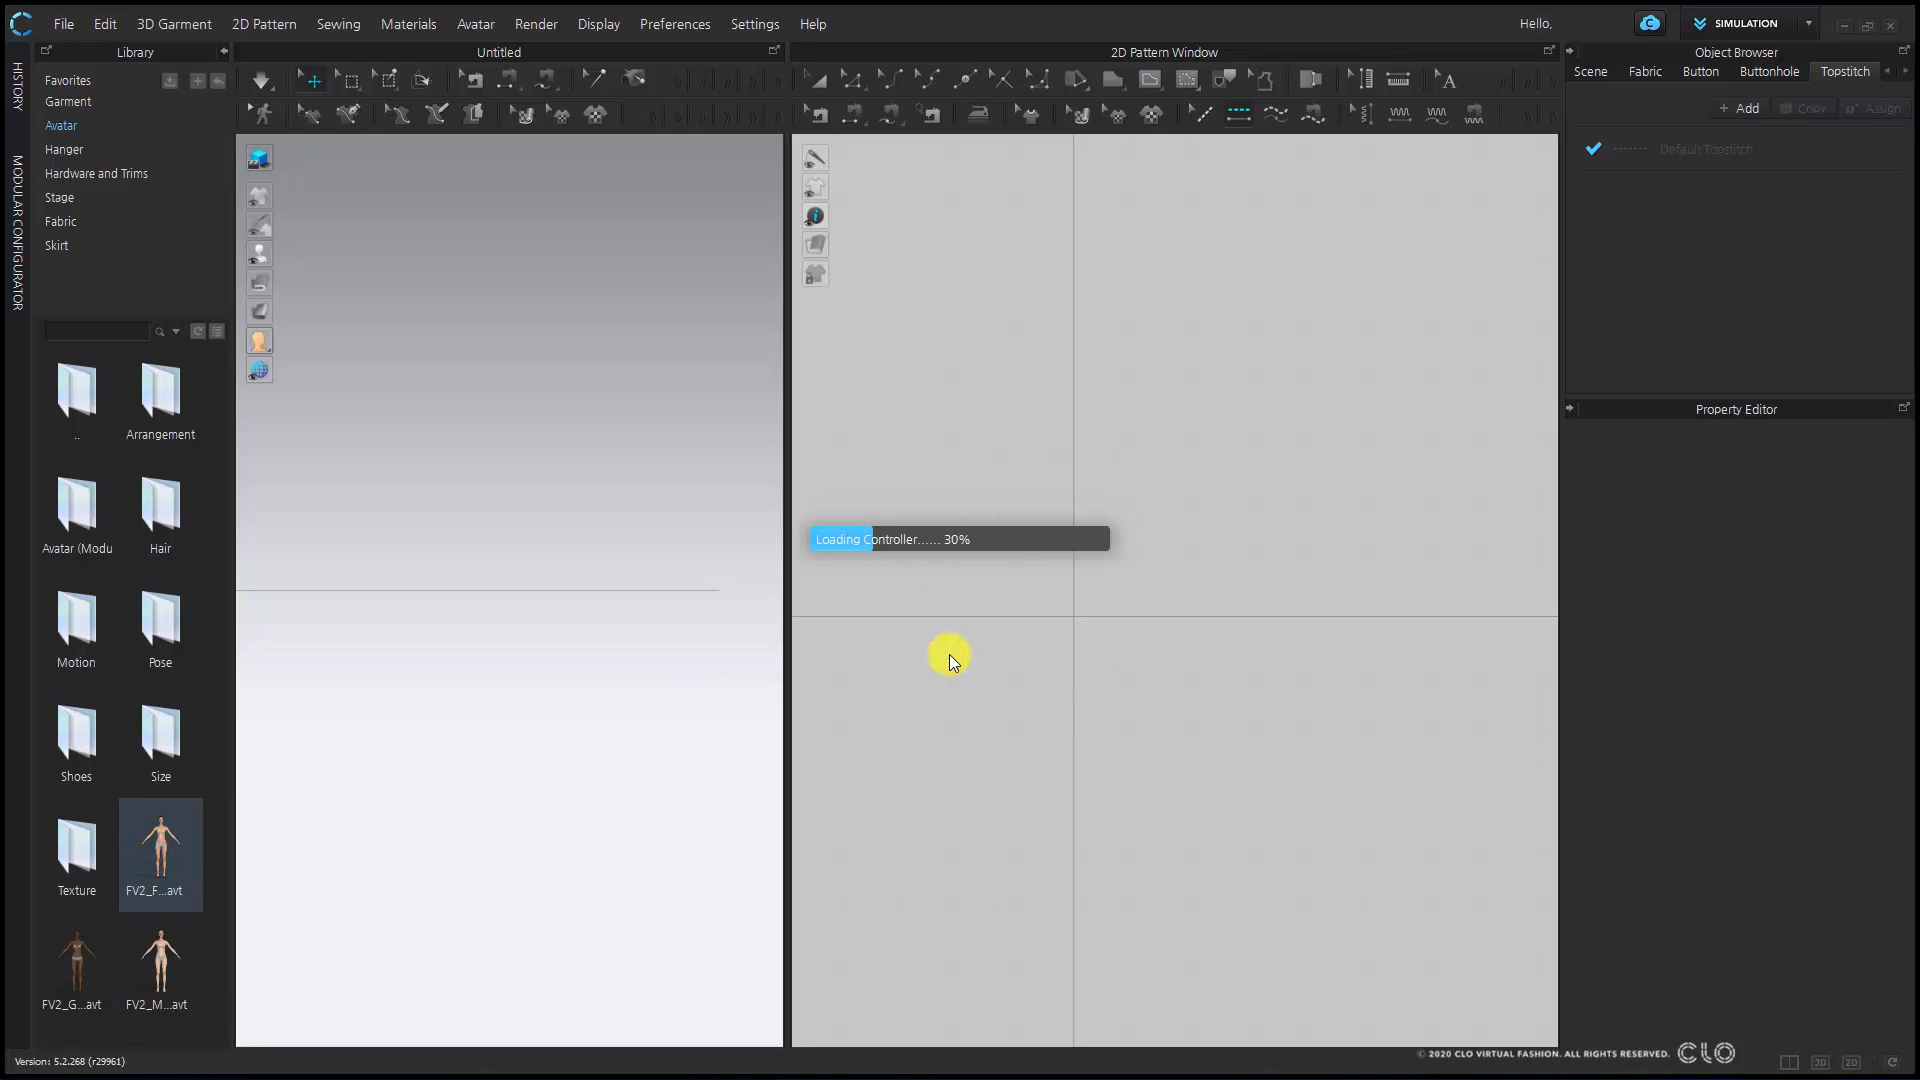 File Edit 3D Garment 2D Pattern Sewing Materials Avatar Render Display Preferences Settings Help Hello, SIMULATION
Library Untitled 2D Pattern Window Object Browser
Scene Fabric Button Buttonhole Topstitch
HISTORY
MODULAR CONFIGURATOR
Favorites
Garment
Avatar
Hanger
Hardware and Trims
Stage
Fabric
Skirt
Add Copy Assign
Default Topstitch
Property Editor
.. Arrangement
Avatar (Modu Hair
Motion Pose
Shoes Size
Texture FV2_F...avt
FV2_G...avt FV2_M...avt
Loading Controller...... 30%
Version: 5.2.268 (r29961)
© 2020 CLO VIRTUAL FASHION. ALL RIGHTS RESERVED. CLO
3D 2D